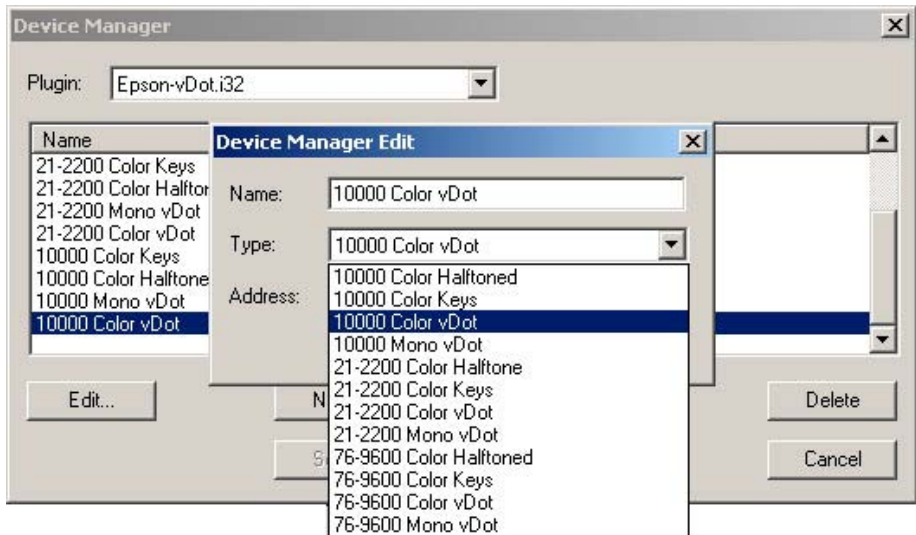 Device Manager
Plugin: Epson-vDot.i32
Name
21-2200 Color Keys
21-2200 Color Halfton
21-2200 Mono vDot
21-2200 Color vDot
10000 Color Keys
10000 Color Halftone
10000 Mono vDot
10000 Color vDot
Device Manager Edit
Name: 10000 Color vDot
Type: 10000 Color vDot
Address:
10000 Color Halftoned
10000 Color Keys
10000 Color vDot
10000 Mono vDot
21-2200 Color Halftone
21-2200 Color Keys
21-2200 Color vDot
21-2200 Mono vDot
76-9600 Color Halftoned
76-9600 Color Keys
76-9600 Color vDot
76-9600 Mono vDot
Edit...
Delete
Cancel